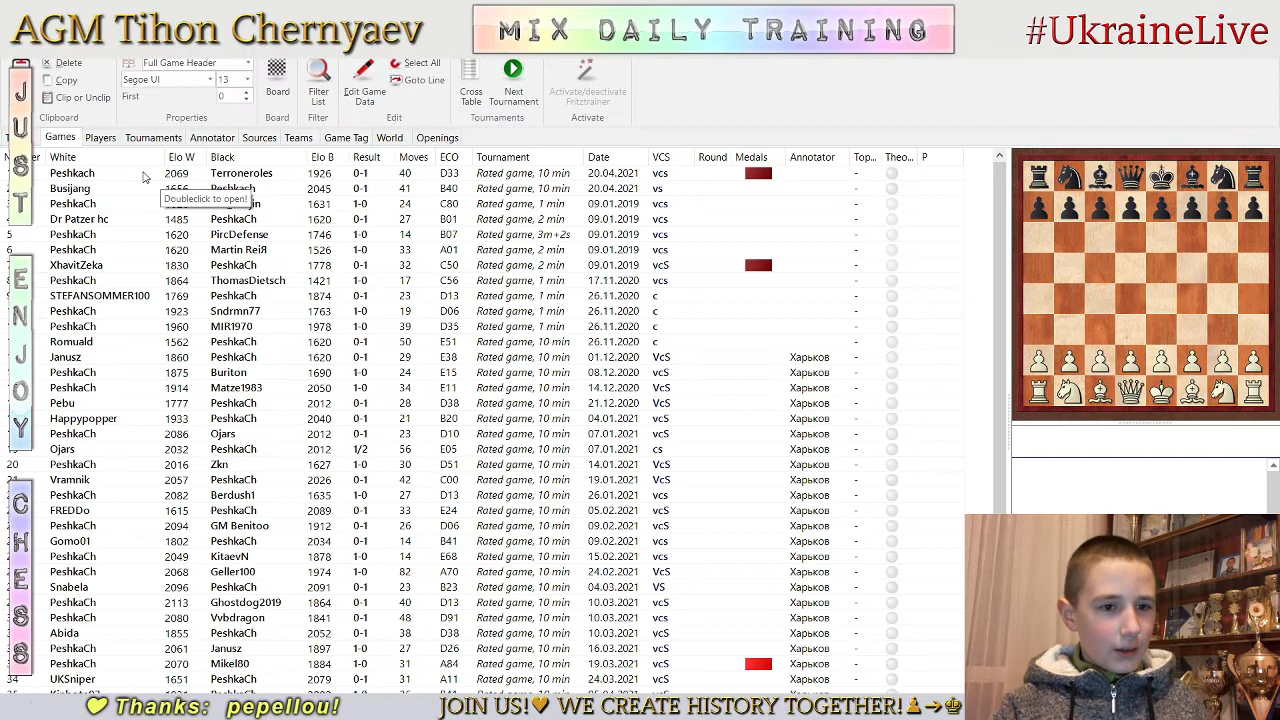 AGM Tihon Chernyaev
MIX DAILY TRAINING
#UkraineLive
JUST
ENJOY
CHESS
Delete
Copy
Clip or Unclip
Clipboard
Full Game Header
Segoe UI 13
First 0
Properties
Board
Board
Filter List
Filter
Edit Game Data
Select All
Goto Line
Edit
Cross Table
Next Tournament
Tournaments
Activate/deactivate Fritztrainer
Activate
Games Players Tournaments Annotator Sources Teams Game Tag World Openings
White Elo W Black Elo B Result Moves ECO Tournament Date VCS Round Medals Annotator Top... Theo... P
Peshkach 2069 Terroneroles 1926 0-1 40 D33 Rated game, 10 min 20.04.2021 vcs -
Busijang Peshkach 2045 0-1 41 B40 Rated game, 10 min 20.04.2021 vs -
Doubleclick to open!
PeshkaCh 1631 1-0 24 C80 Rated game, 2 min 09.01.2019 vcs -
Dr Patzer hc 1485 PeshkaCh 1620 0-1 27 B01 Rated game, 2 min 09.01.2019 vcs -
5 PeshkaCh 1620 PircDefense 1746 1-0 14 B07 Rated game, 3m+2s 09.01.2019 vcs -
6 PeshkaCh 1620 Martin ReiЯ 1526 1-0 33 A01 Rated game, 2 min 09.01.2019 vcs -
XhavitZeka 1830 PeshkaCh 1778 0-1 32 C50 Rated game, 2 min 09.01.2019 vcS -
PeshkaCh 1864 ThomasDietsch 1421 1-0 17 C56 Rated game, 1 min 17.11.2020 vcs -
STEFANSOMMER100 1769 PeshkaCh 1874 0-1 23 D13 Rated game, 1 min 26.11.2020 c -
PeshkaCh 1923 Sndrmn77 1763 1-0 19 D06 Rated game, 1 min 26.11.2020 c -
PeshkaCh 1960 MIR1970 1978 1-0 39 D35 Rated game, 1 min 26.11.2020 c -
Romuald 1562 PeshkaCh 1620 0-1 50 E51 Rated game, 10 min 26.11.2020 c -
Janusz 1860 PeshkaCh 1620 0-1 29 E38 Rated game, 10 min 01.12.2020 VcS Харьков -
PeshkaCh 1875 Buriton 1690 1-0 24 E15 Rated game, 10 min 08.12.2020 vcS Харьков -
PeshkaCh 1914 Matze1983 2050 1-0 34 E11 Rated game, 10 min 14.12.2020 VcS Харьков -
Pebu 1777 PeshkaCh 2012 0-1 28 D38 Rated game, 10 min 21.12.2020 VcS Харьков -
Happypopper 1933 PeshkaCh 2040 0-1 21 B20 Rated game, 10 min 04.01.2021 vcS Харьков -
PeshkaCh 2086 Ojars 2012 0-1 23 D10 Rated game, 10 min 07.01.2021 cS Харьков -
Ojars 2032 PeshkaCh 2012 1/2 56 E05 Rated game, 10 min 07.01.2021 cs Харьков -
20 PeshkaCh 2016 Zkn 1627 1-0 30 D51 Rated game, 10 min 14.01.2021 VcS Харьков -
Vramnik 2057 PeshkaCh 2026 0-1 42 C00 Rated game, 10 min 19.01.2021 VcS Харьков -
PeshkaCh 2082 Berdush1 1635 1-0 27 D13 Rated game, 10 min 26.01.2021 vcs Харьков -
FREDDo 1615 PeshkaCh 2089 0-1 33 E24 Rated game, 10 min 05.02.2021 vcS Харьков -
PeshkaCh 2094 GM Benitoo 1912 1-0 26 D06 Rated game, 10 min 09.02.2021 vcS Харьков -
Gomo01 1802 PeshkaCh 2034 0-1 14 B41 Rated game, 10 min 09.02.2021 vcs Харьков -
PeshkaCh 2049 KitaevN 1878 1-0 14 E68 Rated game, 10 min 15.02.2021 vcS Харьков -
PeshkaCh 2068 Geller100 1974 1-0 82 A70 Rated game, 10 min 24.02.2021 VcS Харьков -
Snabela 2096 PeshkaCh 2025 0-1 23 B23 Rated game, 10 min 04.03.2021 VS Харьков -
PeshkaCh 2113 Ghostdog2019 1864 0-1 40 D13 Rated game, 10 min 10.03.2021 vcS Харьков -
PeshkaCh 2080 Vvbdragon 1841 1-0 48 D91 Rated game, 10 min 10.03.2021 vcs Харьков -
Abida 1855 PeshkaCh 2052 1-0 38 D38 Rated game, 10 min 10.03.2021 vcS Харьков -
PeshkaCh Janusz 1897 1-0 27 D26 Rated game, 10 min 19.03.2021 vcS Харьков -
PeshkaCh 2070 Mikel80 1884 1-0 31 A84 Rated game, 10 min 19.03.2021 vcS Харьков -
34 UKSniper PeshkaCh 0-1 31 A11 Rated game, 10 min 24.03.2021 VcS Харьков -
Thanks: pepellou!
JOIN US! WE CREATE HISTORY TOGETHER!